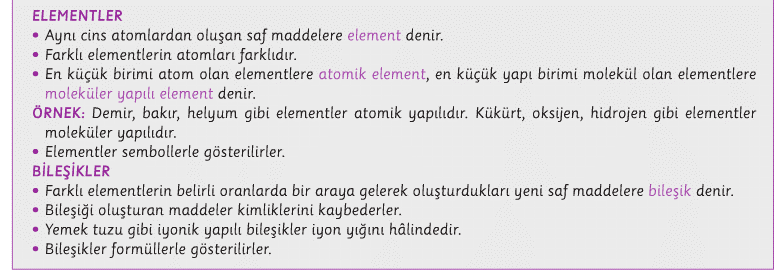 ELEMENTLER
• Aynı cins atomlardan oluşan saf maddelere element denir.
• Farklı elementlerin atomları farklıdır.
• En küçük birimi atom olan elementlere atomik element, en küçük yapı birimi molekül olan elementlere
moleküler yapılı element denir.
ÖRNEK: Demir, bakır, helyum gibi elementler atomik yapılıdır. Kükürt, oksijen, hidrojen gibi elementler
moleküler yapılıdır.
• Elementler sembollerle gösterilirler.
BİLEŞİKLER
• Farklı elementlerin belirli oranlarda bir araya gelerek oluşturdukları yeni saf maddelere bileşik denir.
• Bileşiği oluşturan maddeler kimliklerini kaybederler.
• Yemek tuzu gibi iyonik yapılı bileşikler iyon yığını hâlindedir.
• Bileşikler formüllerle gösterilirler.